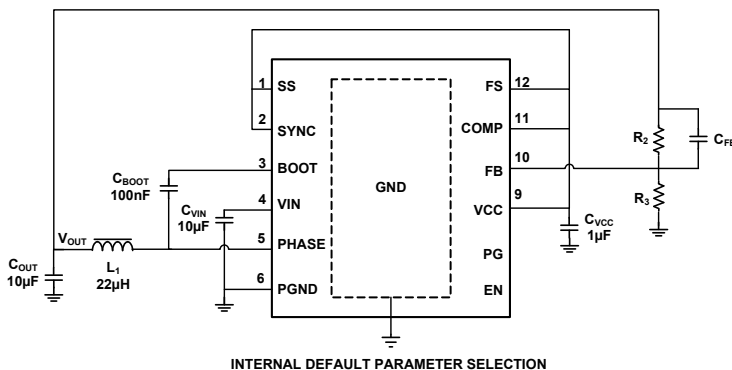 1 SS
2 SYNC
3 BOOT
4 VIN
5 PHASE
6 PGND
GND
FS 12
COMP 11
FB 10
VCC 9
PG
EN
CBOOT
100nF
CVIN
10µF
VOUT
COUT
10µF
L1
22µH
CVCC
1µF
R2
R3
INTERNAL DEFAULT PARAMETER SELECTION